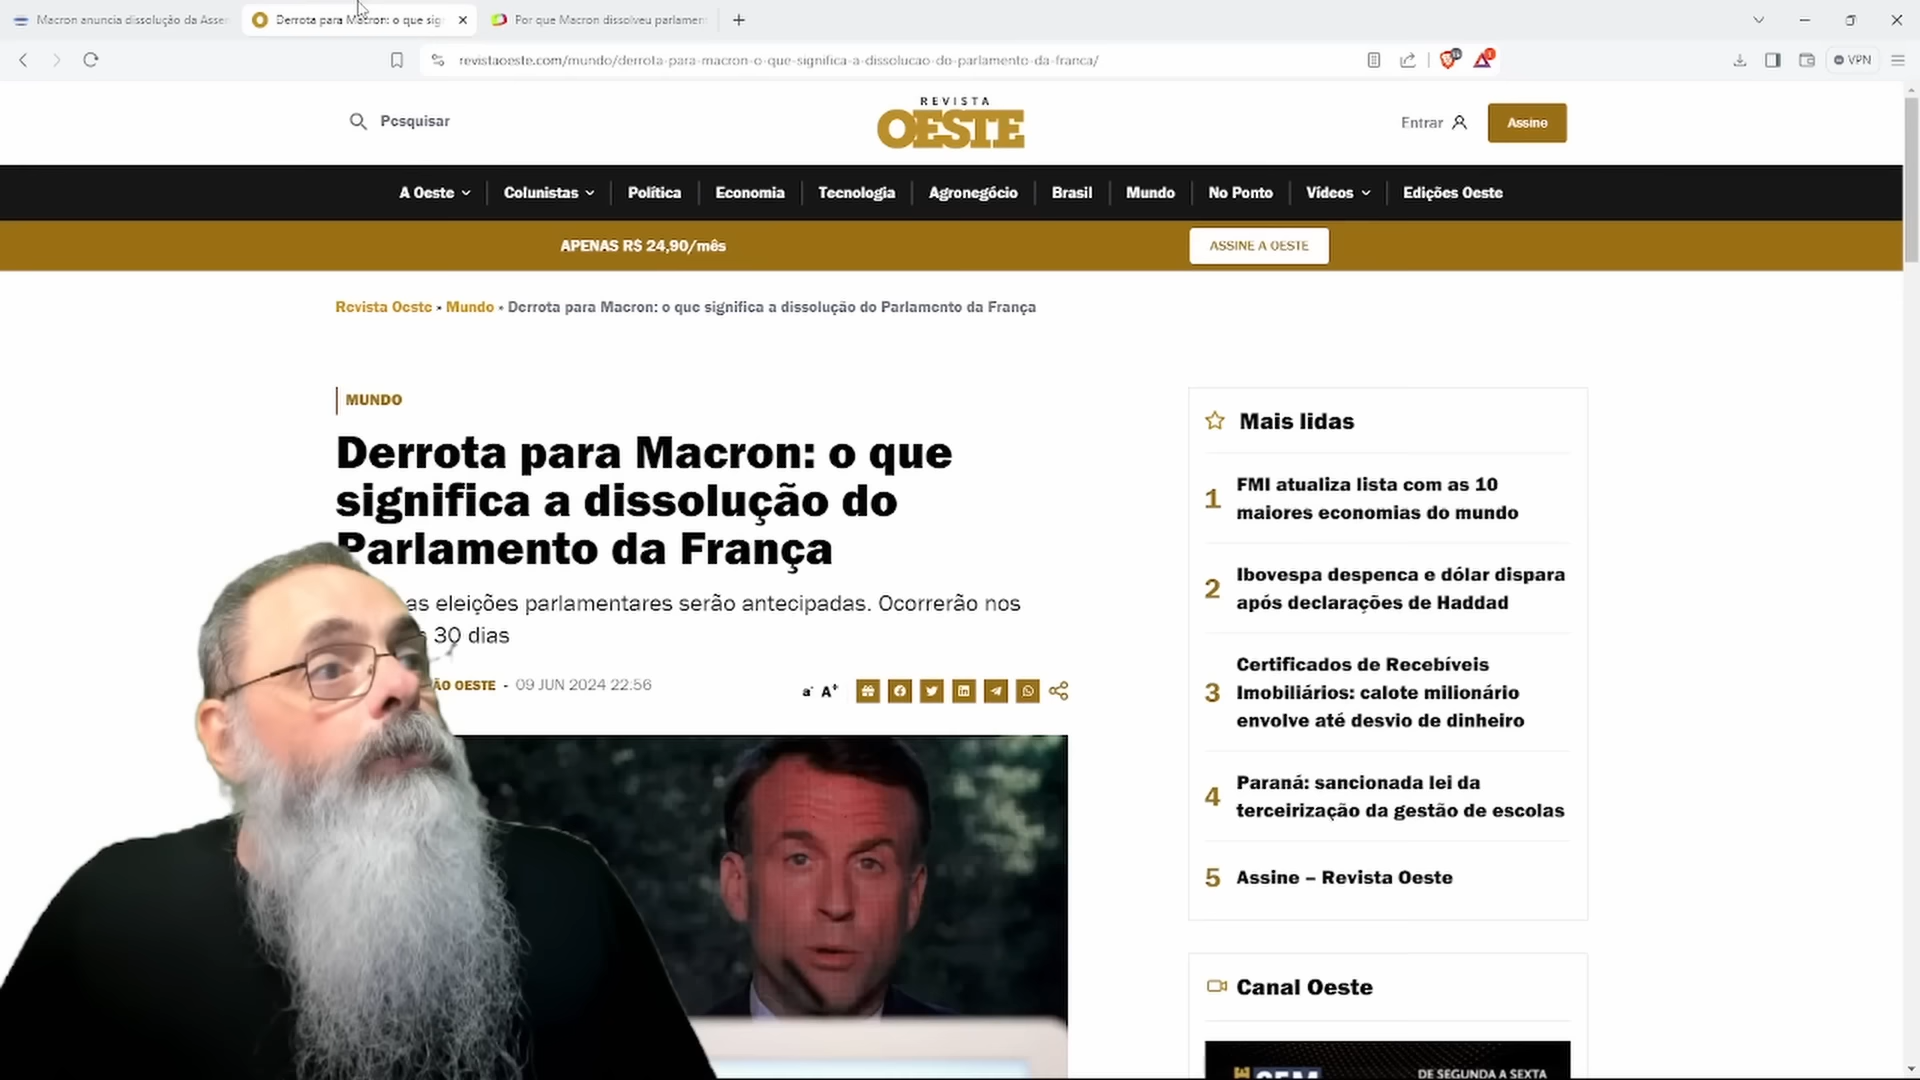 Macron anuncia dissolução da Assem
Derrota para Macron: o que sig
Por que Macron dissolveu parlamen
revistaoeste.com/mundo/derrota-para-macron-o-que-significa-a-dissolucao-do-parlamento-da-franca/
VPN
Pesquisar
REVISTA
OESTE
Entrar
Assine
A Oeste
Colunistas
Política
Economia
Tecnologia
Agronegócio
Brasil
Mundo
No Ponto
Vídeos
Edições Oeste
APENAS R$ 24,90/mês
ASSINE A OESTE
Revista Oeste • Mundo • Derrota para Macron: o que significa a dissolução do Parlamento da França
MUNDO
Derrota para Macron: o que
significa a dissolução do
Parlamento da França
as eleições parlamentares serão antecipadas. Ocorrerão nos
30 dias
ÃO OESTE - 09 JUN 2024 22:56
a- A+
Mais lidas
1 FMI atualiza lista com as 10
maiores economias do mundo
2 Ibovespa despenca e dólar dispara
após declarações de Haddad
3 Certificados de Recebíveis
Imobiliários: calote milionário
envolve até desvio de dinheiro
4 Paraná: sancionada lei da
terceirização da gestão de escolas
5 Assine – Revista Oeste
Canal Oeste
DE SEGUNDA A SEXTA